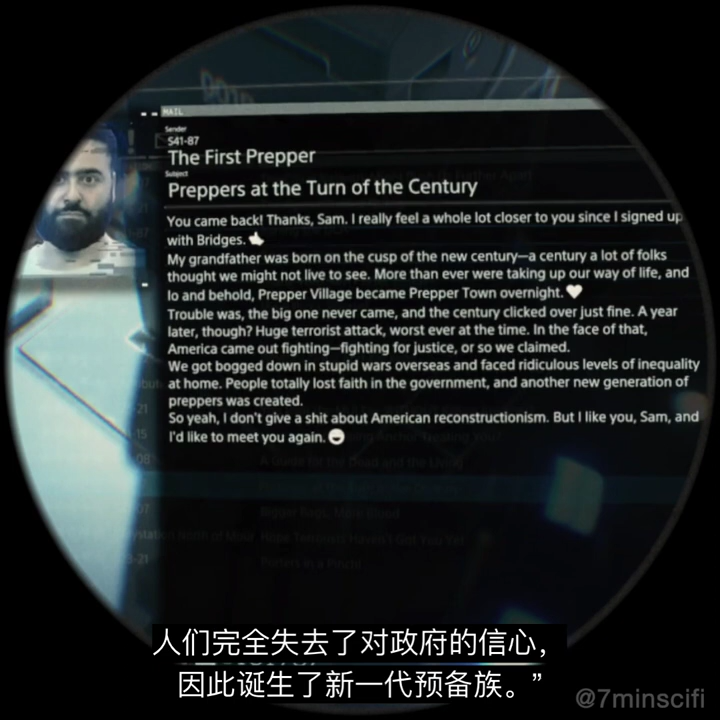 MAIL
Sender
S41-87
The First Prepper
Subject
Preppers at the Turn of the Century
You came back! Thanks, Sam. I really feel a whole lot closer to you since I signed up
with Bridges.
My grandfather was born on the cusp of the new century—a century a lot of folks
thought we might not live to see. More than ever were taking up our way of life, and
lo and behold, Prepper Village became Prepper Town overnight.
Trouble was, the big one never came, and the century clicked over just fine. A year
later, though? Huge terrorist attack, worst ever at the time. In the face of that,
America came out fighting—fighting for justice, or so we claimed.
We got bogged down in stupid wars overseas and faced ridiculous levels of inequality
at home. People totally lost faith in the government, and another new generation of
preppers was created.
So yeah, I don't give a shit about American reconstructionism. But I like you, Sam, and
I'd like to meet you again.
人们完全失去了对政府的信心，
因此诞生了新一代预备族。”
@7minscifi